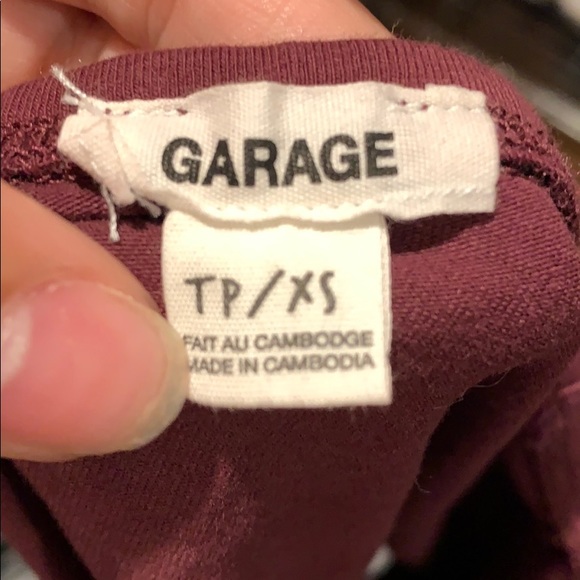 GARAGE
TP/XS
FAIT AU CAMBODGE
MADE IN CAMBODIA